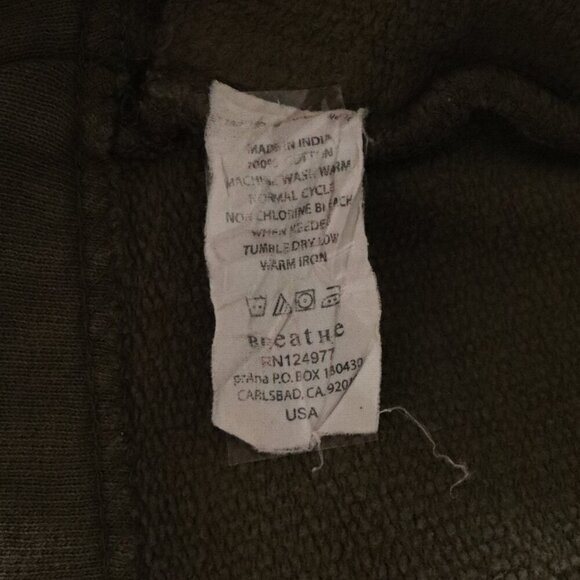 MADE IN INDIA
100% COTTON
MACHINE WASH WARM
NORMAL CYCLE
NON CHLORINE BLEACH
WHEN NEEDED
TUMBLE DRY LOW
WARM IRON
BReatHe
RN124977
prAna P.O. BOX 130439
CARLSBAD, CA.
USA